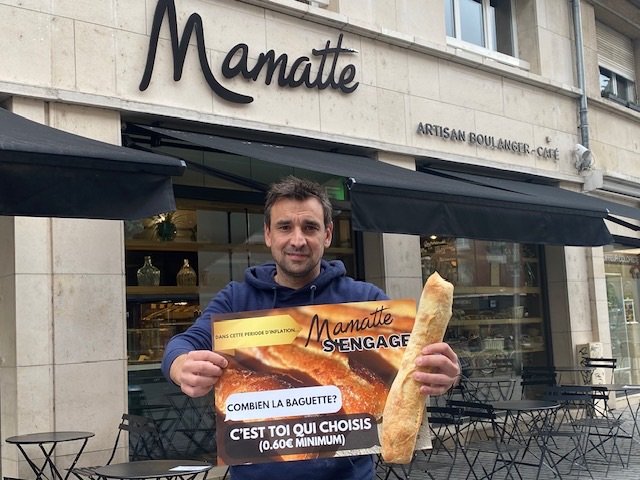 Mamatte
ARTISAN BOULANGER-CAFÉ
DANS CETTE PERIODE D'INFLATION...
Mamatte
S'ENGAGE
COMBIEN LA BAGUETTE?
C'EST TOI QUI CHOISIS
(0.60€ MINIMUM)